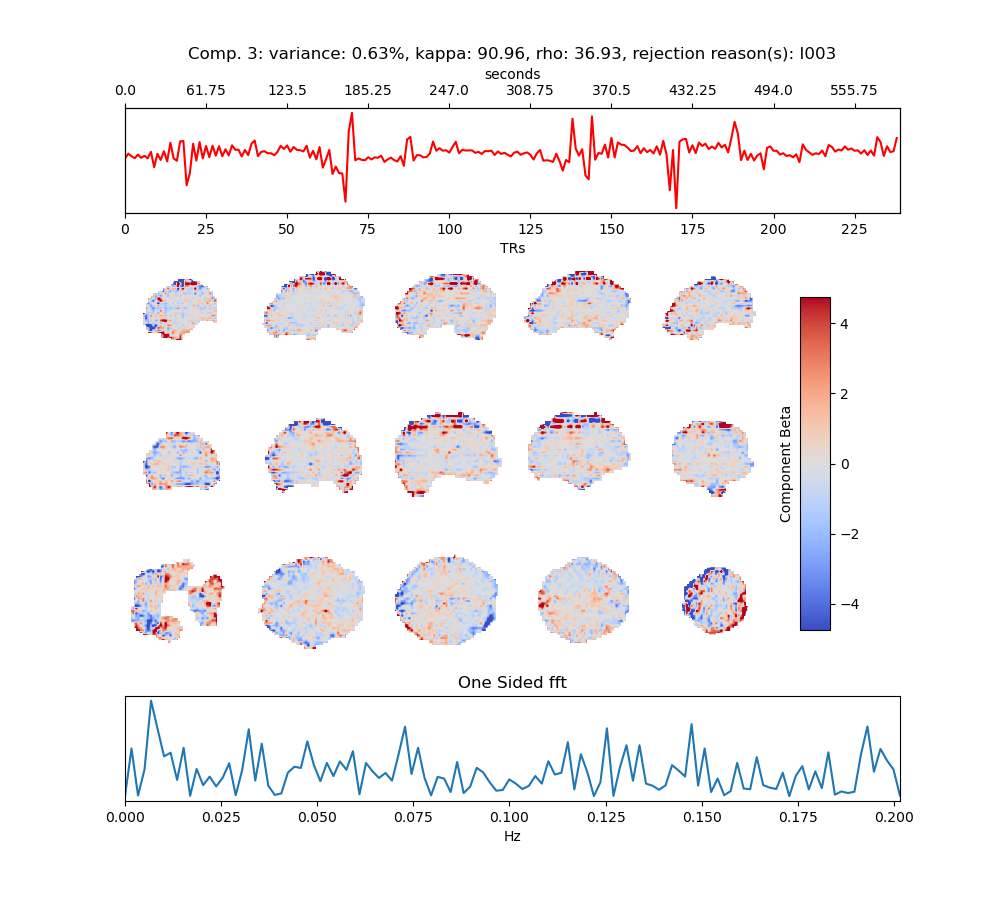 Comp. 3: variance: 0.63%, kappa: 90.96, rho: 36.93, rejection reason(s): I003
seconds
0.0 61.75 123.5 185.25 247.0 308.75 370.5 432.25 494.0 555.75
0 25 50 75 100 125 150 175 200 225
TRs
4
2
0
−2
−4
Component Beta
One Sided fft
0.000 0.025 0.050 0.075 0.100 0.125 0.150 0.175 0.200
Hz